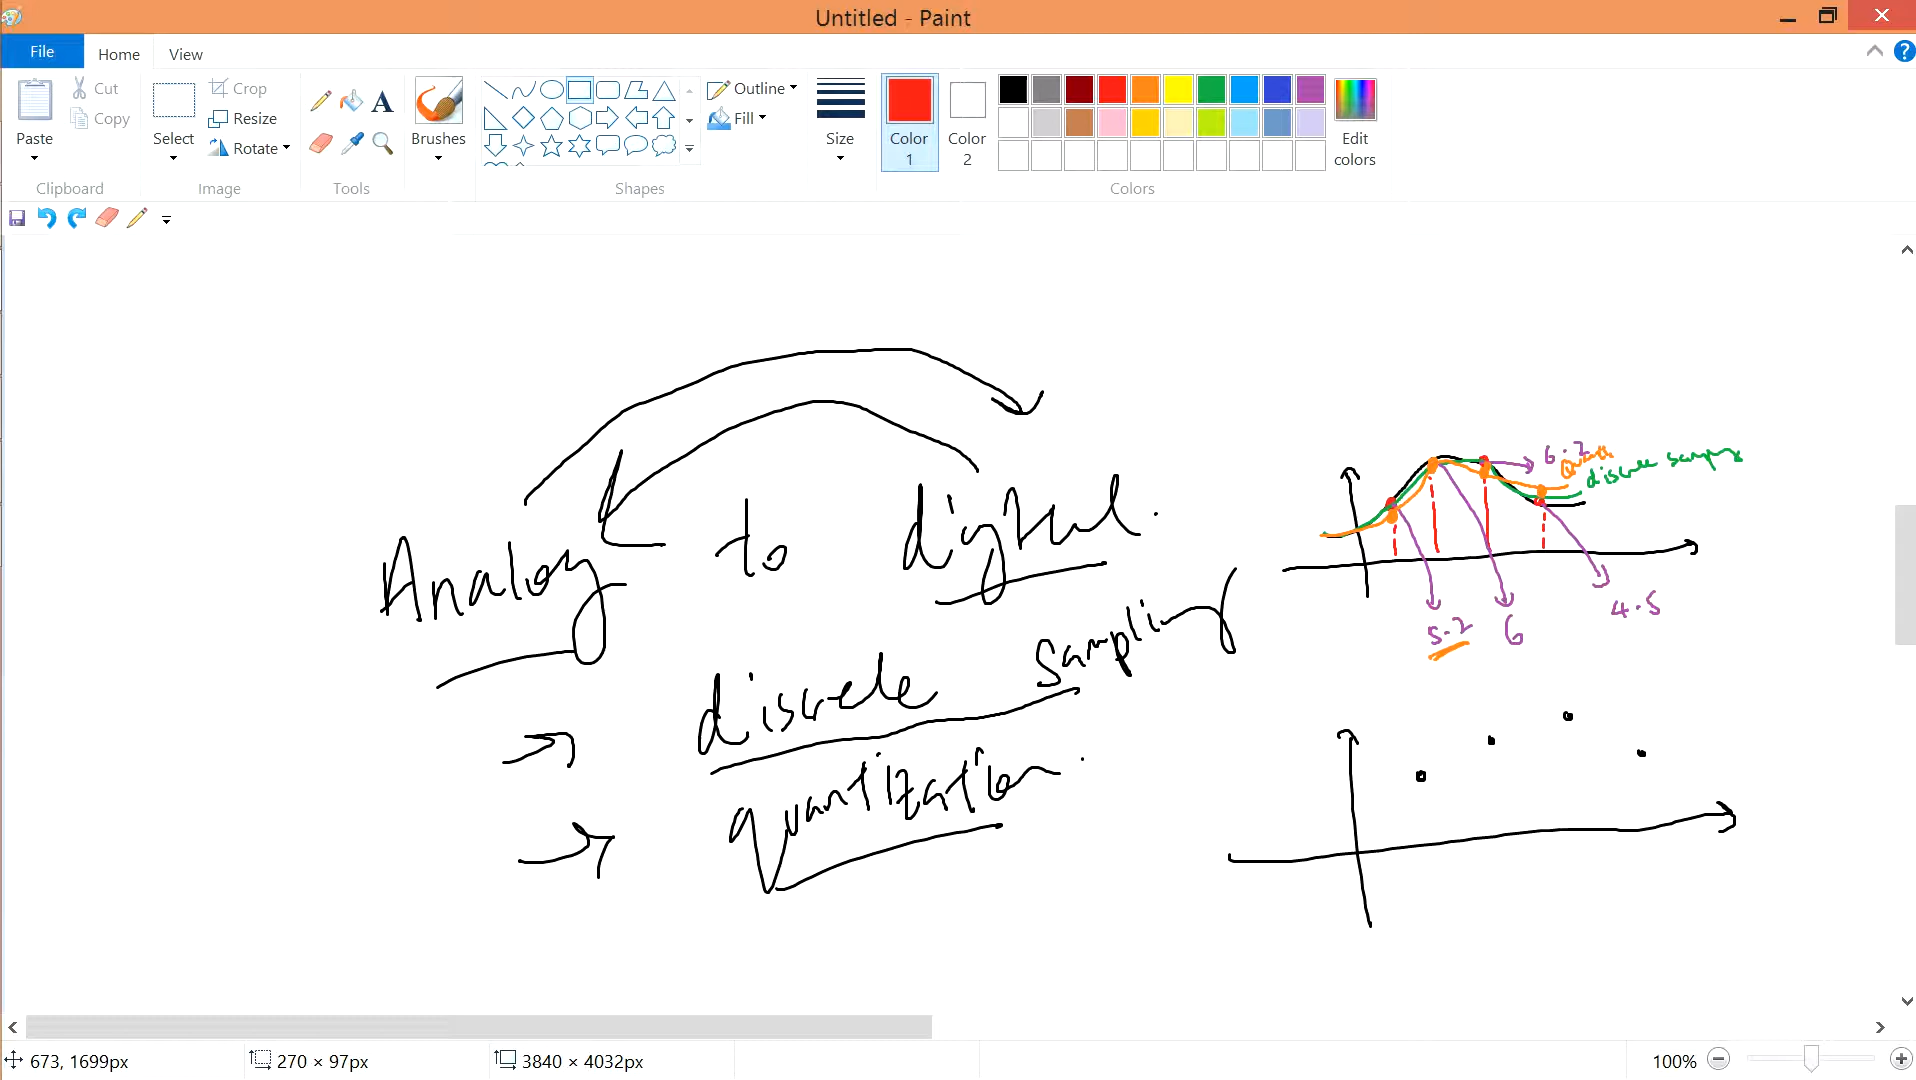 Untitled - Paint
File Home View
Paste
Cut
Copy
Clipboard
Select
Crop
Resize
Rotate
Image
Tools
Brushes
Shapes
Outline
Fill
Size
Color 1
Color 2
Edit colors
Colors
Analog to digital.
discrete sampling
quantization.
6.2
discrete
5.2
6
4.5
673, 1699px
270 × 97px
3840 × 4032px
100%